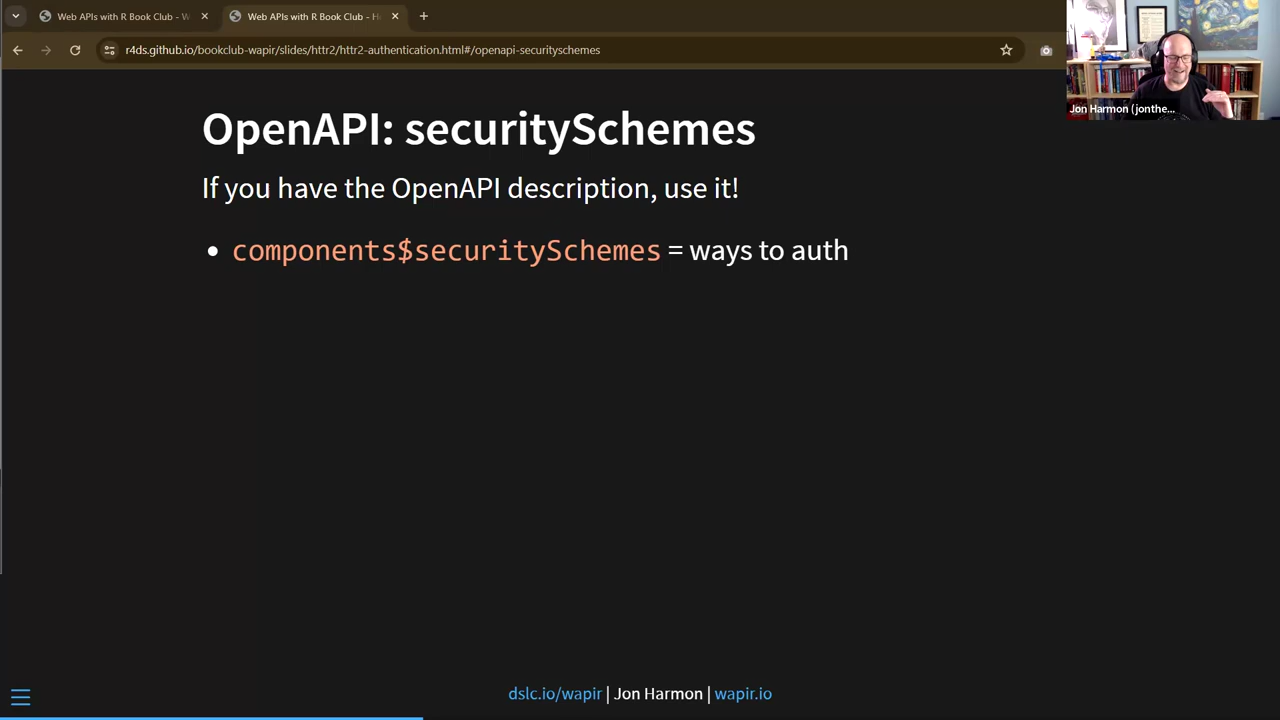 Web APIs with R Book Club - W
Web APIs with R Book Club - H
r4ds.github.io/bookclub-wapir/slides/httr2/httr2-authentication.html#/openapi-securityschemes
Jon Harmon (jonthe...
OpenAPI: securitySchemes
If you have the OpenAPI description, use it!
• components$securitySchemes = ways to auth
dslc.io/wapir | Jon Harmon | wapir.io